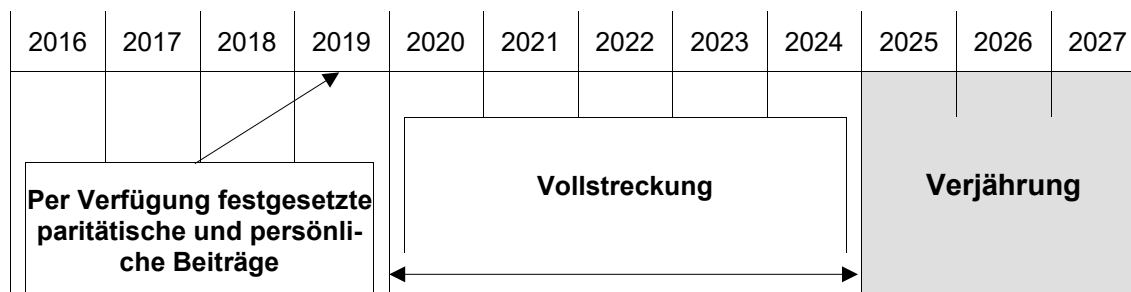 2016 2017 2018 2019 2020 2021 2022 2023 2024 2025 2026 2027
Per Verfügung festgesetzte
paritätische und persönli-
che Beiträge
Vollstreckung
Verjährung